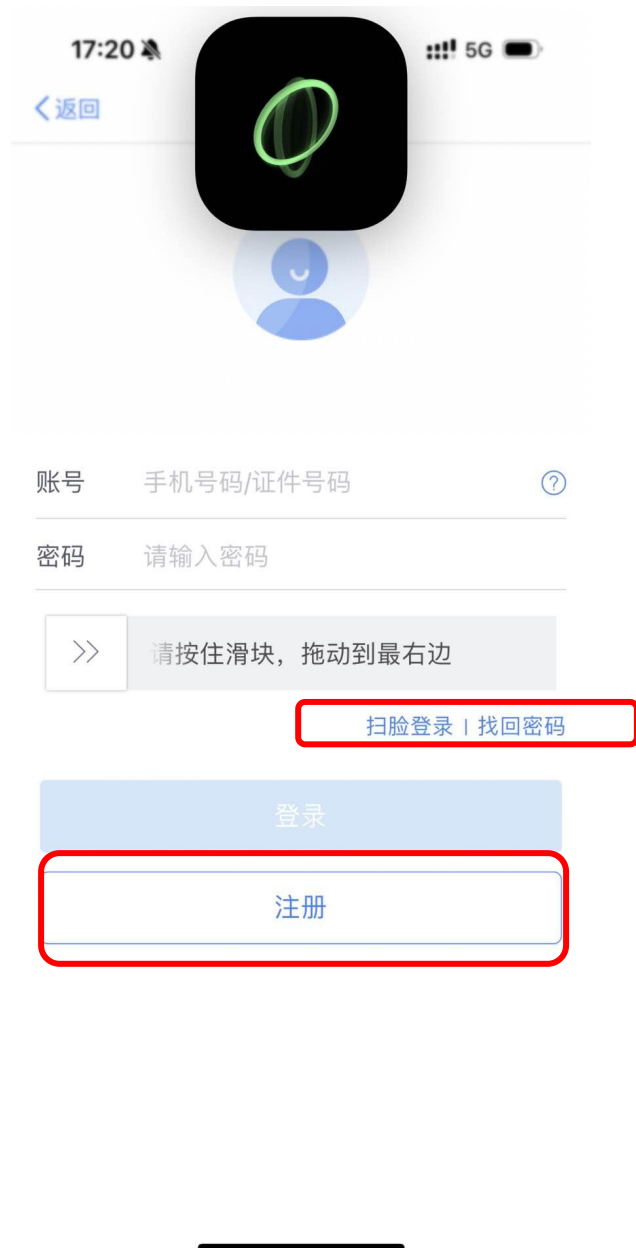 17:20 5G
返回
账号 手机号码/证件号码 ?
密码 请输入密码
>> 请按住滑块，拖动到最右边
扫脸登录 | 找回密码
登录
注册